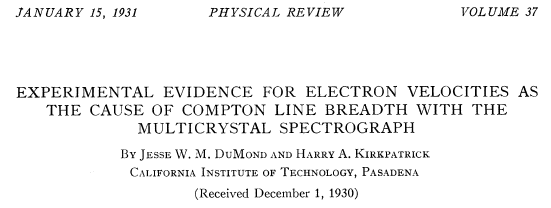 JANUARY 15, 1931 PHYSICAL REVIEW VOLUME 37
EXPERIMENTAL EVIDENCE FOR ELECTRON VELOCITIES AS
THE CAUSE OF COMPTON LINE BREADTH WITH THE
MULTICRYSTAL SPECTROGRAPH
BY JESSE W. M. DUMOND AND HARRY A. KIRKPATRICK
CALIFORNIA INSTITUTE OF TECHNOLOGY, PASADENA
(Received December 1, 1930)